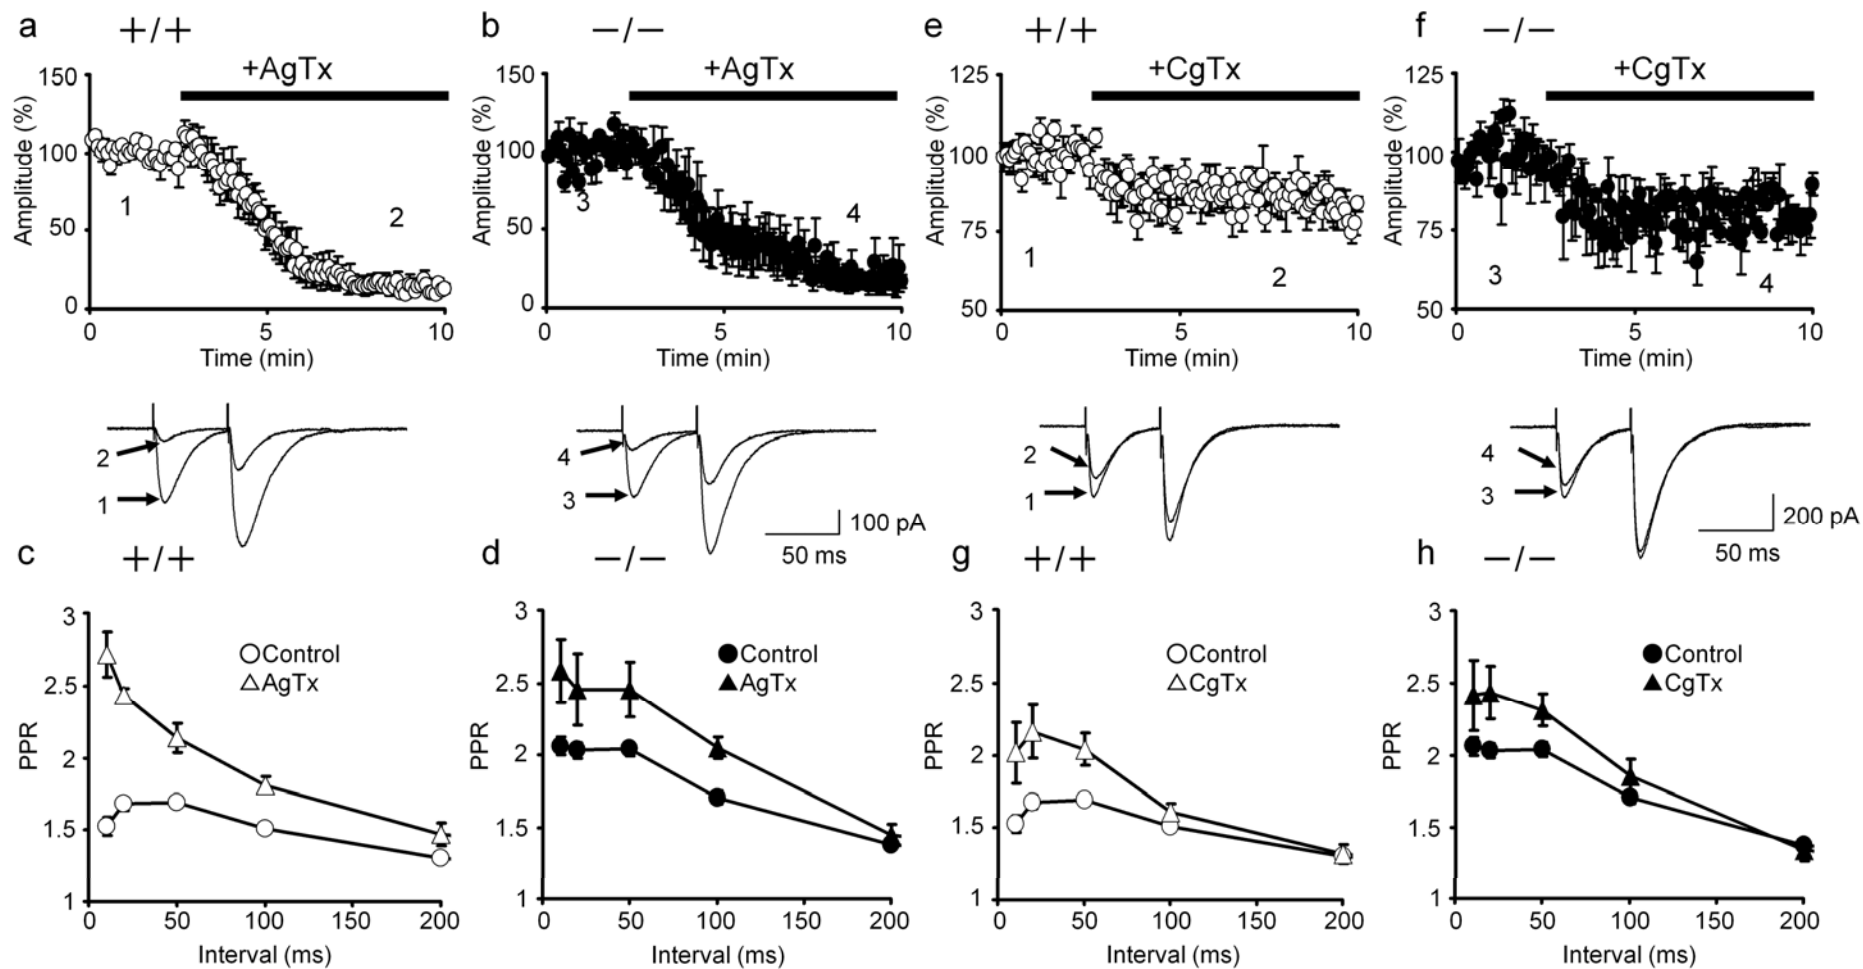 a +/+
+AgTx
Amplitude (%)
150
100
50
0
1
2
0 5 10
Time (min)
2
1
b −/−
+AgTx
Amplitude (%)
150
100
50
0
3
4
0 5 10
Time (min)
4
3
100 pA
50 ms
e +/+
+CgTx
Amplitude (%)
125
100
75
50
1
2
0 5 10
Time (min)
2
1
f −/−
+CgTx
Amplitude (%)
125
100
75
50
3
4
0 5 10
Time (min)
4
3
200 pA
50 ms
c +/+
PPR
3
2.5
2
1.5
1
Control
AgTx
0 50 100 150 200
Interval (ms)
d −/−
PPR
3
2.5
2
1.5
1
Control
AgTx
0 50 100 150 200
Interval (ms)
g +/+
PPR
3
2.5
2
1.5
1
Control
CgTx
0 50 100 150 200
Interval (ms)
h −/−
PPR
3
2.5
2
1.5
1
Control
CgTx
0 50 100 150 200
Interval (ms)